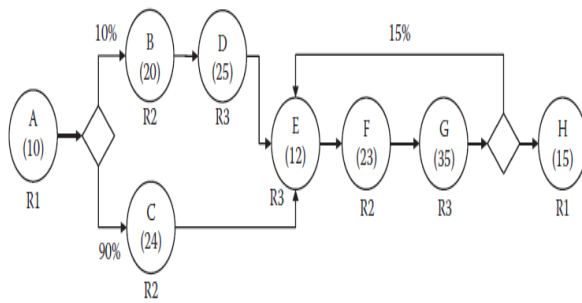 10%
15%
B
(20)
R2
D
(25)
R3
A
(10)
R1
E
(12)
R3
F
(23)
R2
G
(35)
R3
H
(15)
R1
90%
C
(24)
R2